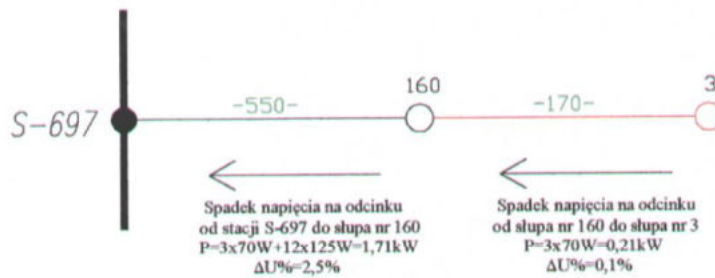 160
3
S-697
-550-
-170-
Spadek napięcia na odcinku
od stacji S-697 do słupa nr 160
P=3x70W+12x125W=1,71kW
ΔU%=2,5%
Spadek napięcia na odcinku
od słupa nr 160 do słupa nr 3
P=3x70W=0,21kW
ΔU%=0,1%